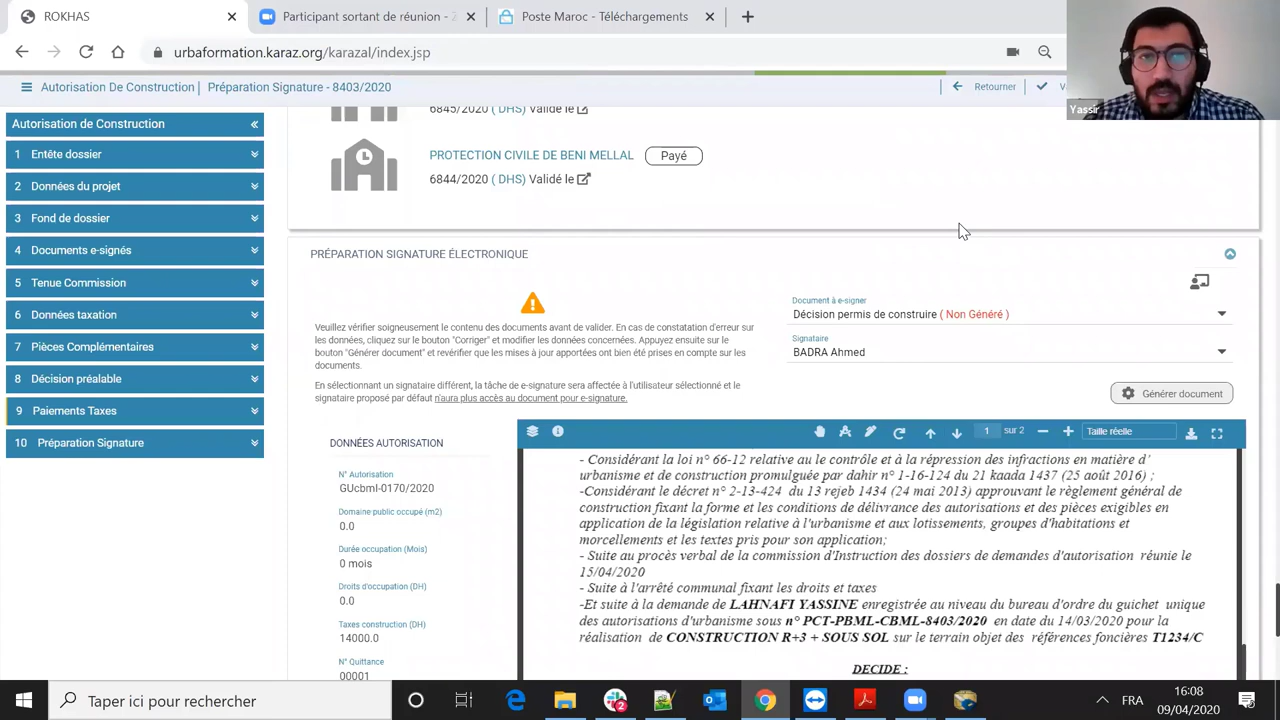 ROKHAS
Participant sortant de réunion - Z
Poste Maroc - Téléchargements
urbaformation.karaz.org/karazal/index.jsp
Autorisation De Construction | Préparation Signature - 8403/2020
Retourner
Yassir
Autorisation de Construction
1 Entête dossier
2 Données du projet
3 Fond de dossier
4 Documents e-signés
5 Tenue Commission
6 Données taxation
7 Pièces Complémentaires
8 Décision préalable
9 Paiements Taxes
10 Préparation Signature
6845/2020 ( DHS) Validé le
PROTECTION CIVILE DE BENI MELLAL Payé
6844/2020 ( DHS) Validé le
PRÉPARATION SIGNATURE ÉLECTRONIQUE
Veuillez vérifier soigneusement le contenu des documents avant de valider. En cas de constatation d'erreur sur
les données, cliquez sur le bouton "Corriger" et modifier les données concernées. Appuyez ensuite sur le
bouton "Générer document" et revérifier que les mises à jour apportées ont bien été prises en compte sur les
documents.
En sélectionnant un signataire différent, la tâche de e-signature sera affectée à l'utilisateur sélectionné et le
signataire proposé par défaut n'aura plus accès au document pour e-signature.
Document à e-signer
Décision permis de construire ( Non Généré )
Signataire
BADRA Ahmed
Générer document
DONNÉES AUTORISATION
N° Autorisation
GUcbml-0170/2020
Domaine public occupé (m2)
0.0
Durée occupation (Mois)
0 mois
Droits d'occupation (DH)
0.0
Taxes construction (DH)
14000.0
N° Quittance
00001
1 sur 2 Taille réelle
- Considérant la loi n° 66-12 relative au le contrôle et à la répression des infractions en matière d'
urbanisme et de construction promulguée par dahir n° 1-16-124 du 21 kaada 1437 (25 août 2016) ;
-Considérant le décret n° 2-13-424 du 13 rejeb 1434 (24 mai 2013) approuvant le règlement général de
construction fixant la forme et les conditions de délivrance des autorisations et des pièces exigibles en
application de la législation relative à l'urbanisme et aux lotissements, groupes d'habitations et
morcellements et les textes pris pour son application;
- Suite au procès verbal de la commission d'Instruction des dossiers de demandes d'autorisation réunie le
15/04/2020
- Suite à l'arrêté communal fixant les droits et taxes
-Et suite à la demande de LAHNAFI YASSINE enregistrée au niveau du bureau d'ordre du guichet unique
des autorisations d'urbanisme sous n° PCT-PBML-CBML-8403/2020 en date du 14/03/2020 pour la
réalisation de CONSTRUCTION R+3 + SOUS SOL sur le terrain objet des références foncières T1234/C
DECIDE :
Taper ici pour rechercher
2
FRA
16:08
09/04/2020